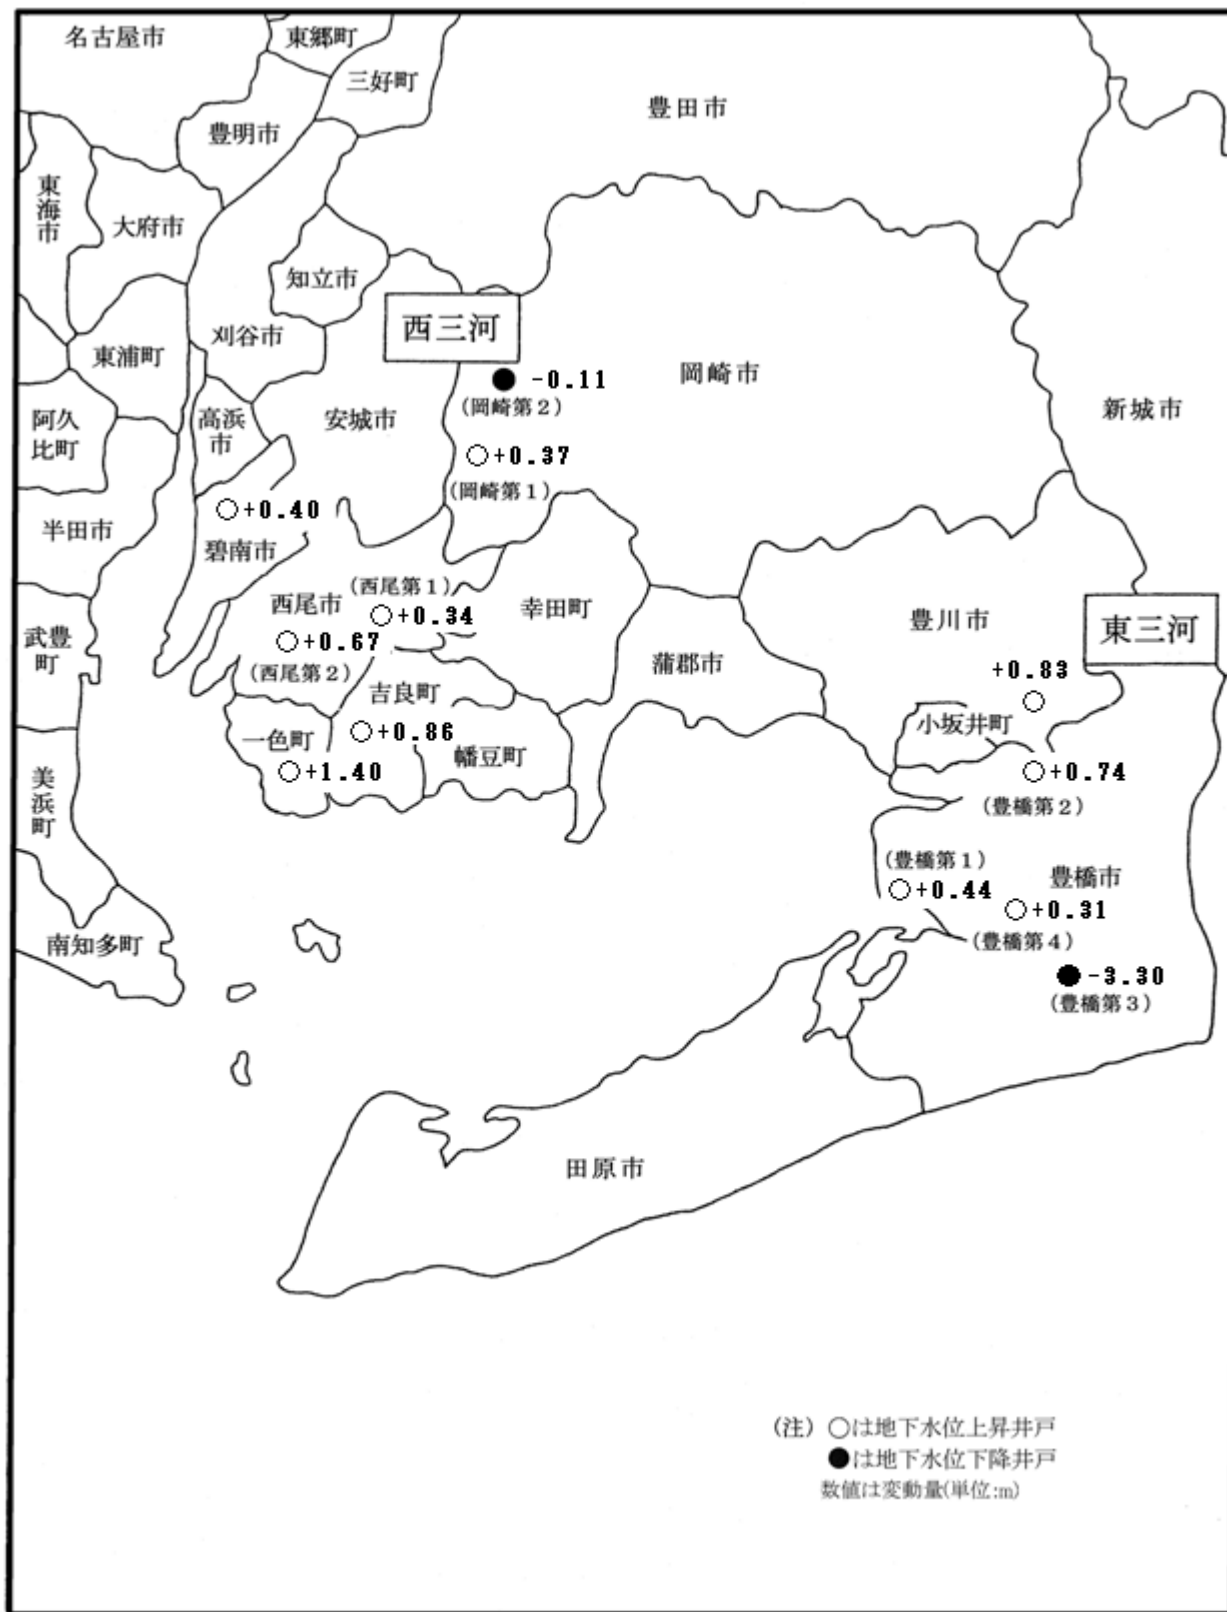 名古屋市
東郷町
三好町
豊明市
豊田市
東海市
大府市
知立市
刈谷市
西三河
東浦町
岡崎市
新城市
阿久
比町
高浜
市
安城市
-0.11
(岡崎第2)
+0.37
(岡崎第1)
+0.40
碧南市
半田市
(西尾第1)
西尾市
+0.34
+0.67
(西尾第2)
幸田町
豊川市
東三河
武豊
町
蒲郡市
吉良町
+0.83
小坂井町
一色町
+0.86
幡豆町
+1.40
+0.74
(豊橋第2)
美浜町
(豊橋第1)
豊橋市
+0.44
+0.31
(豊橋第4)
南知多町
-3.30
(豊橋第3)
田原市
(注) ○は地下水位上昇井戸
●は地下水位下降井戸
数値は変動量(単位:m)